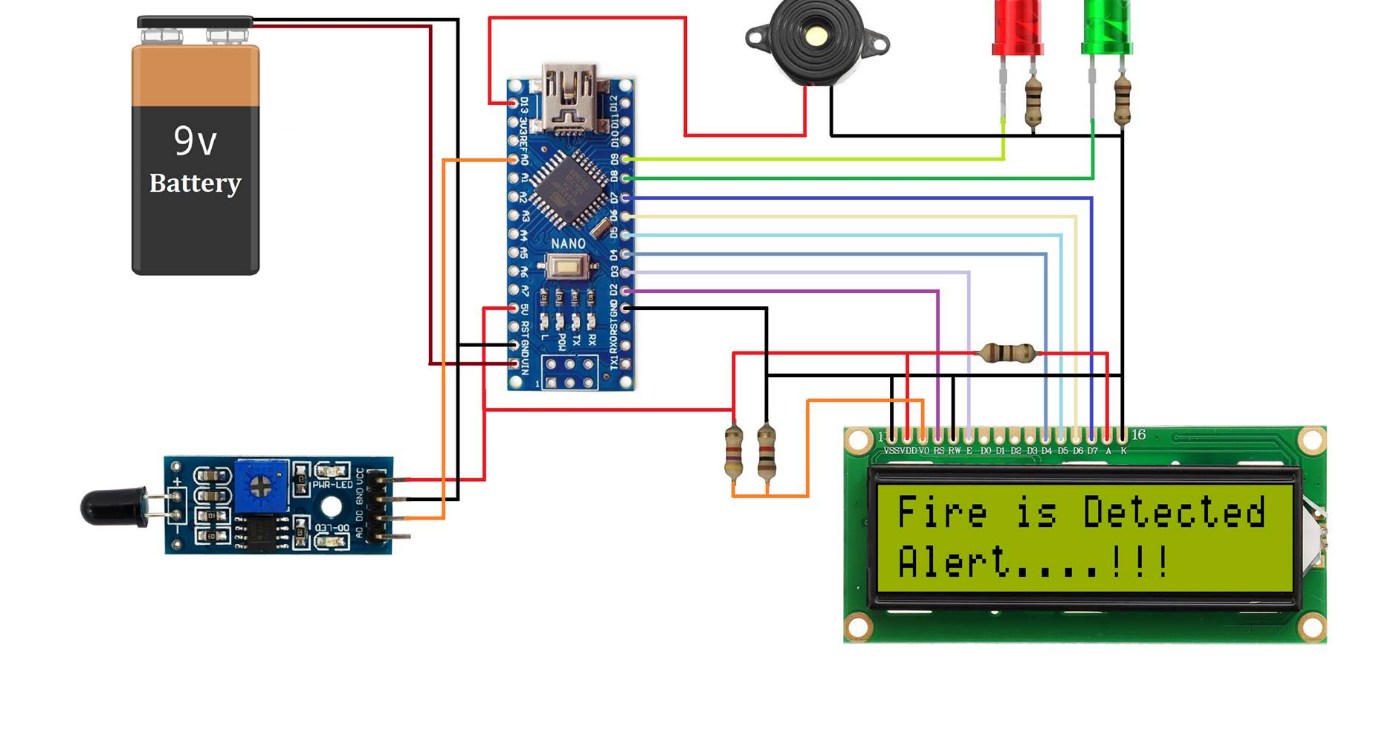 9v
Battery
D13
3V3
REF
A0
A1
A2
A3
A4
A5
A6
A7
5V
RST
GND
VIN
D12
D11
D10
D9
D8
D7
D6
D5
D4
D3
D2
GND
RST
RX0
TX1
NANO
L
POW
TX
RX
1
VCC
GND
DO
AO
PWR-LED
DO-LED
+
1
16
VSS VDD V0 RS RW E D0 D1 D2 D3 D4 D5 D6 D7 A K
Fire is Detected
Alert....!!!